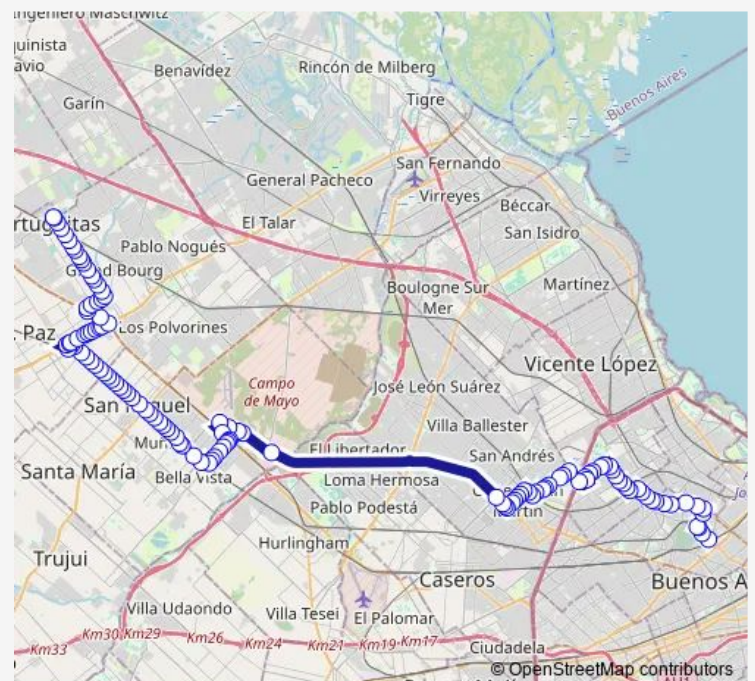 Ingeniero Maschwitz
quinista
avio
Benavídez
Rincón de Milberg
Garín
Tigre
Buenos Aires
San Fernando
General Pacheco
Virreyes
Béccar
rtuguitas
El Talar
San Isidro
Pablo Nogués
Grand Bourg
Boulogne Sur
Mer
Martínez
Los Polvorines
Paz
Vicente López
Campo
de Mayo
José León Suárez
San Miguel
Villa Ballester
Muñ
El Libertador
San Andrés
Santa María
Bella Vista
Loma Hermosa
Martín
Pablo Podestá
Hurlingham
Trujui
Caseros
Buenos A
Villa Udaondo
Villa Tesei
El Palomar
Km33
Km30
Km29
Km26
Km24
Km21
Km19
Km17
Ciudadela
© OpenStreetMap contributors